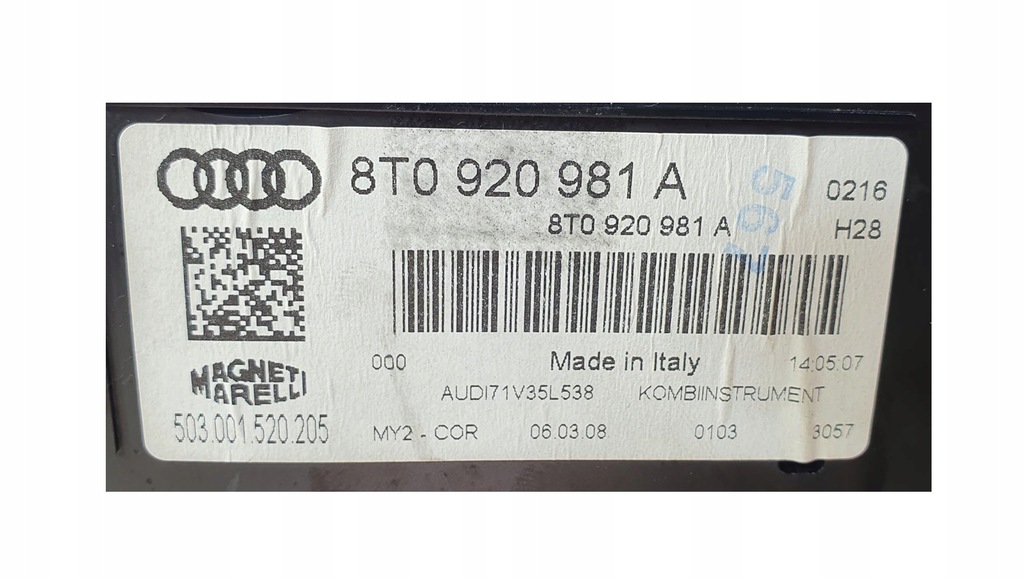 8T0 920 981 A 0216
8T0 920 981 A H28
567
000 Made in Italy 14:05:07
MAGNETI
MARELLI
AUDI71V35L538 KOMBIINSTRUMENT
503.001.520.205 MY2 - COR 06.03.08 0103 3057